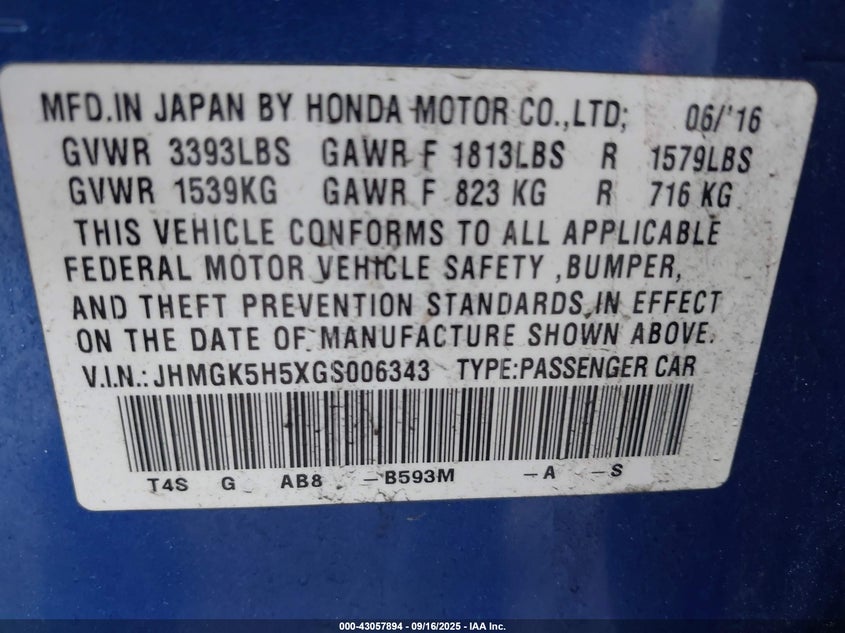 MFD.IN JAPAN BY HONDA MOTOR CO.,LTD; 06/'16
GVWR 3393LBS GAWR F 1813LBS R 1579LBS
GVWR 1539KG GAWR F 823 KG R 716 KG
THIS VEHICLE CONFORMS TO ALL APPLICABLE
FEDERAL MOTOR VEHICLE SAFETY ,BUMPER,
AND THEFT PREVENTION STANDARDS IN EFFECT
ON THE DATE OF MANUFACTURE SHOWN ABOVE.
V.I.N.: JHMGK5H5XGS006343 TYPE:PASSENGER CAR
T4S G AB8 -B593M -A -S
000-43057894 - 09/16/2025 - IAA Inc.